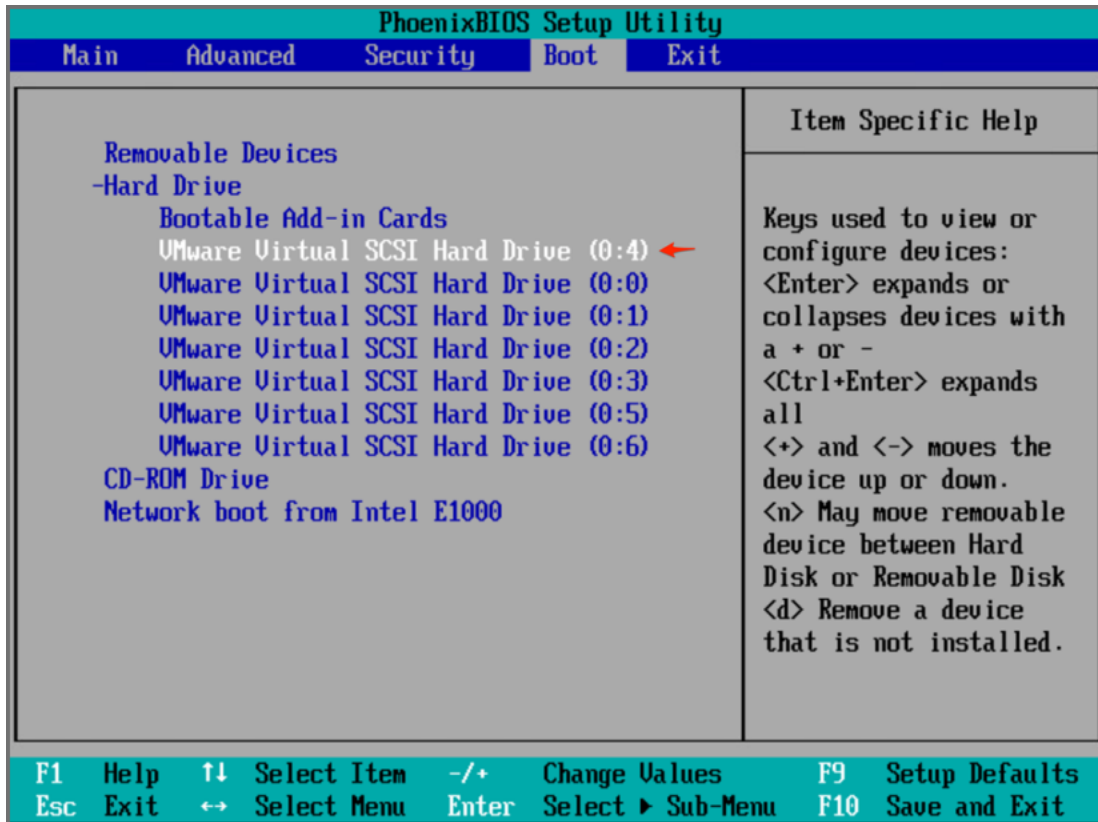 PhoenixBIOS Setup Utility
Main Advanced Security Boot Exit
Removable Devices
-Hard Drive
Bootable Add-in Cards
VMware Virtual SCSI Hard Drive (0:4)
VMware Virtual SCSI Hard Drive (0:0)
VMware Virtual SCSI Hard Drive (0:1)
VMware Virtual SCSI Hard Drive (0:2)
VMware Virtual SCSI Hard Drive (0:3)
VMware Virtual SCSI Hard Drive (0:5)
VMware Virtual SCSI Hard Drive (0:6)
CD-ROM Drive
Network boot from Intel E1000
Item Specific Help
Keys used to view or
configure devices:
<Enter> expands or
collapses devices with
a + or -
<Ctrl+Enter> expands
all
<+> and <-> moves the
device up or down.
<n> May move removable
device between Hard
Disk or Removable Disk
<d> Remove a device
that is not installed.
F1 Help ↑↓ Select Item -/+ Change Values F9 Setup Defaults
Esc Exit ↔ Select Menu Enter Select ▶ Sub-Menu F10 Save and Exit